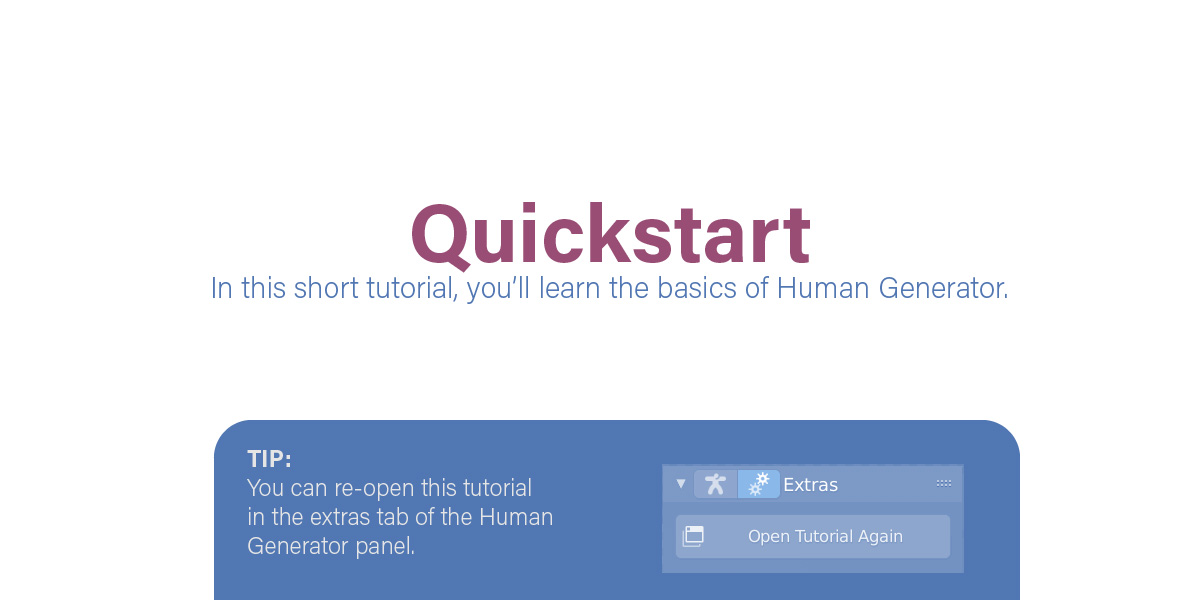 Quickstart
In this short tutorial, you’ll learn the basics of Human Generator.
TIP:
You can re-open this tutorial
in the extras tab of the Human
Generator panel.
Extras
Open Tutorial Again